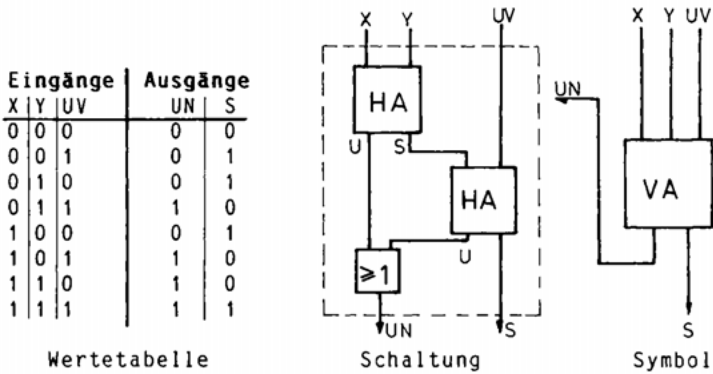 Eingänge Ausgänge
X Y UV UN S
0 0 0 0 0
0 0 1 0 1
0 1 0 0 1
0 1 1 1 0
1 0 0 0 1
1 0 1 1 0
1 1 0 1 0
1 1 1 1 1
Wertetabelle
X Y UV
HA
U S
HA
U
≥1
UN S
Schaltung
X Y UV
UN
VA
S
Symbol